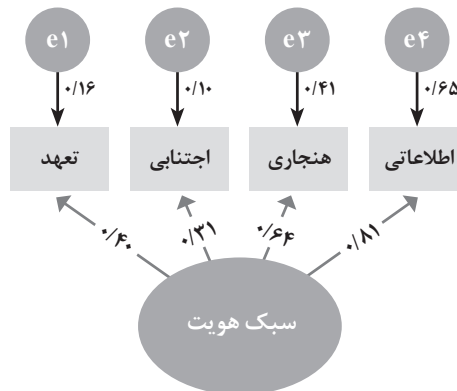 e۱ e۲ e۳ e۴
۰/۱۶ ۰/۱۰ ۰/۴۱ ۰/۶۵
تعهد اجتنابی هنجاری اطلاعاتی
۰/۴۰ ۰/۳۱ ۰/۶۴ ۰/۸۱
سبک هویت